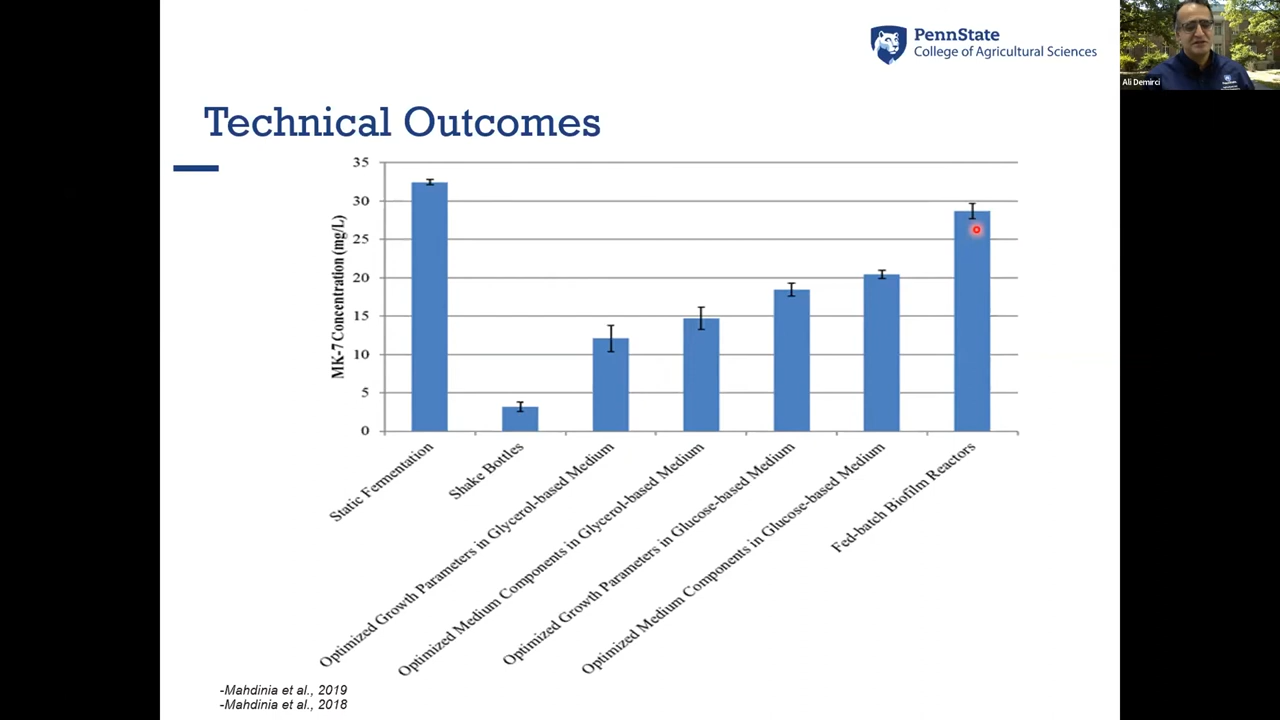 PennState
College of Agricultural Sciences
Ali Demirci
Technical Outcomes
MK-7 Concentration (mg/L)
35
30
25
20
15
10
5
0
Static Fermentation
Shake Bottles
Optimized Growth Parameters in Glycerol-based Medium
Optimized Medium Components in Glycerol-based Medium
Optimized Growth Parameters in Glucose-based Medium
Optimized Medium Components in Glucose-based Medium
Fed-batch Biofilm Reactors
-Mahdinia et al., 2019
-Mahdinia et al., 2018